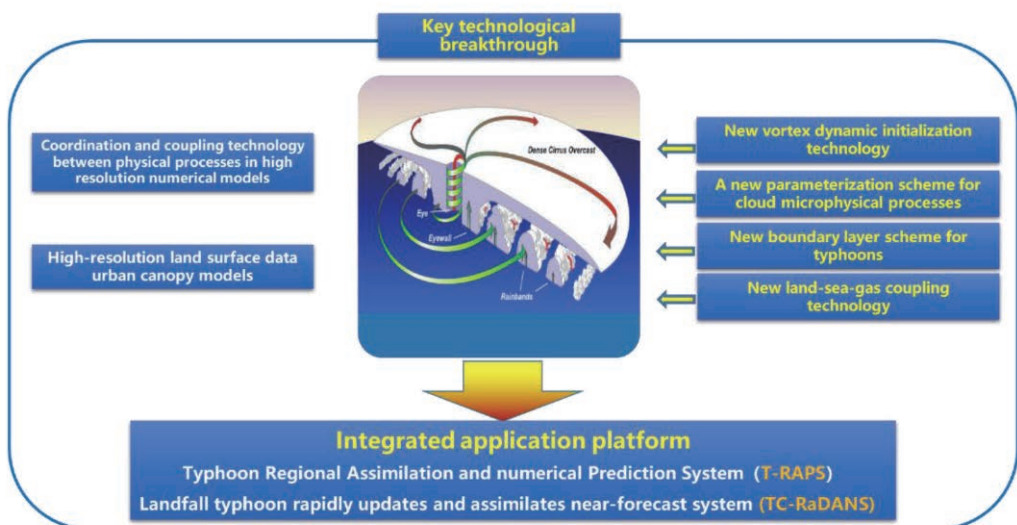 Key technological
breakthrough
Coordination and coupling technology
between physical processes in high
resolution numerical models
High-resolution land surface data
urban canopy models
Dense Cirrus Overcast
Eye
Eyewall
Rainbands
New vortex dynamic initialization
technology
A new parameterization scheme for
cloud microphysical processes
New boundary layer scheme for
typhoons
New land-sea-gas coupling
technology
Integrated application platform
Typhoon Regional Assimilation and numerical Prediction System (T-RAPS)
Landfall typhoon rapidly updates and assimilates near-forecast system (TC-RaDANS)